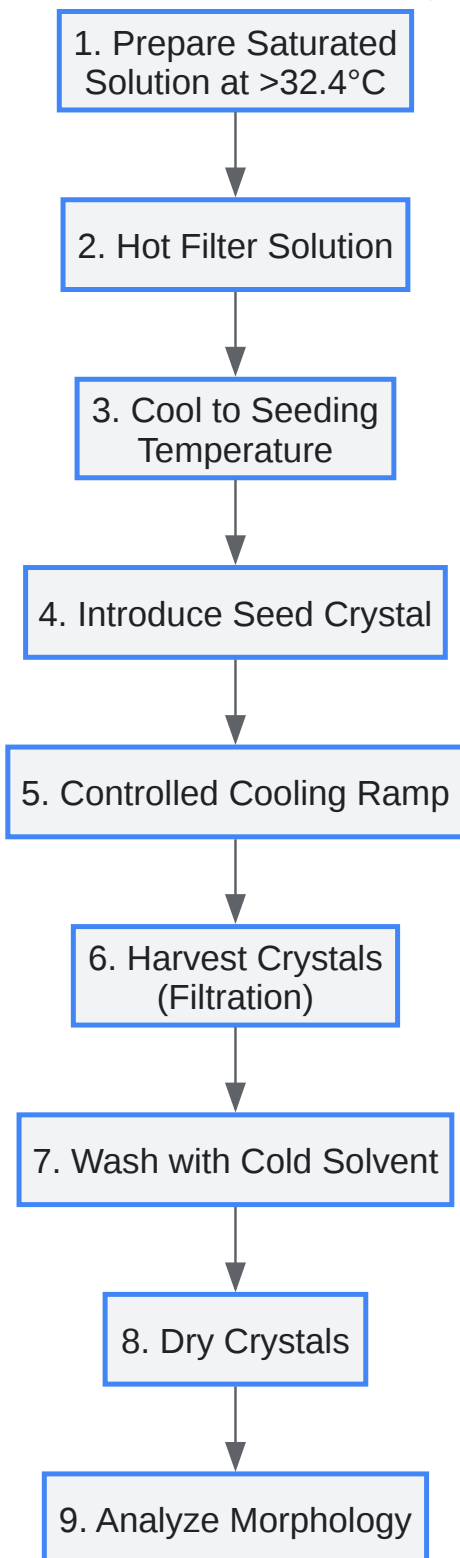 1. Prepare Saturated
Solution at >32.4°C
2. Hot Filter Solution
3. Cool to Seeding
Temperature
4. Introduce Seed Crystal
5. Controlled Cooling Ramp
6. Harvest Crystals
(Filtration)
7. Wash with Cold Solvent
8. Dry Crystals
9. Analyze Morphology